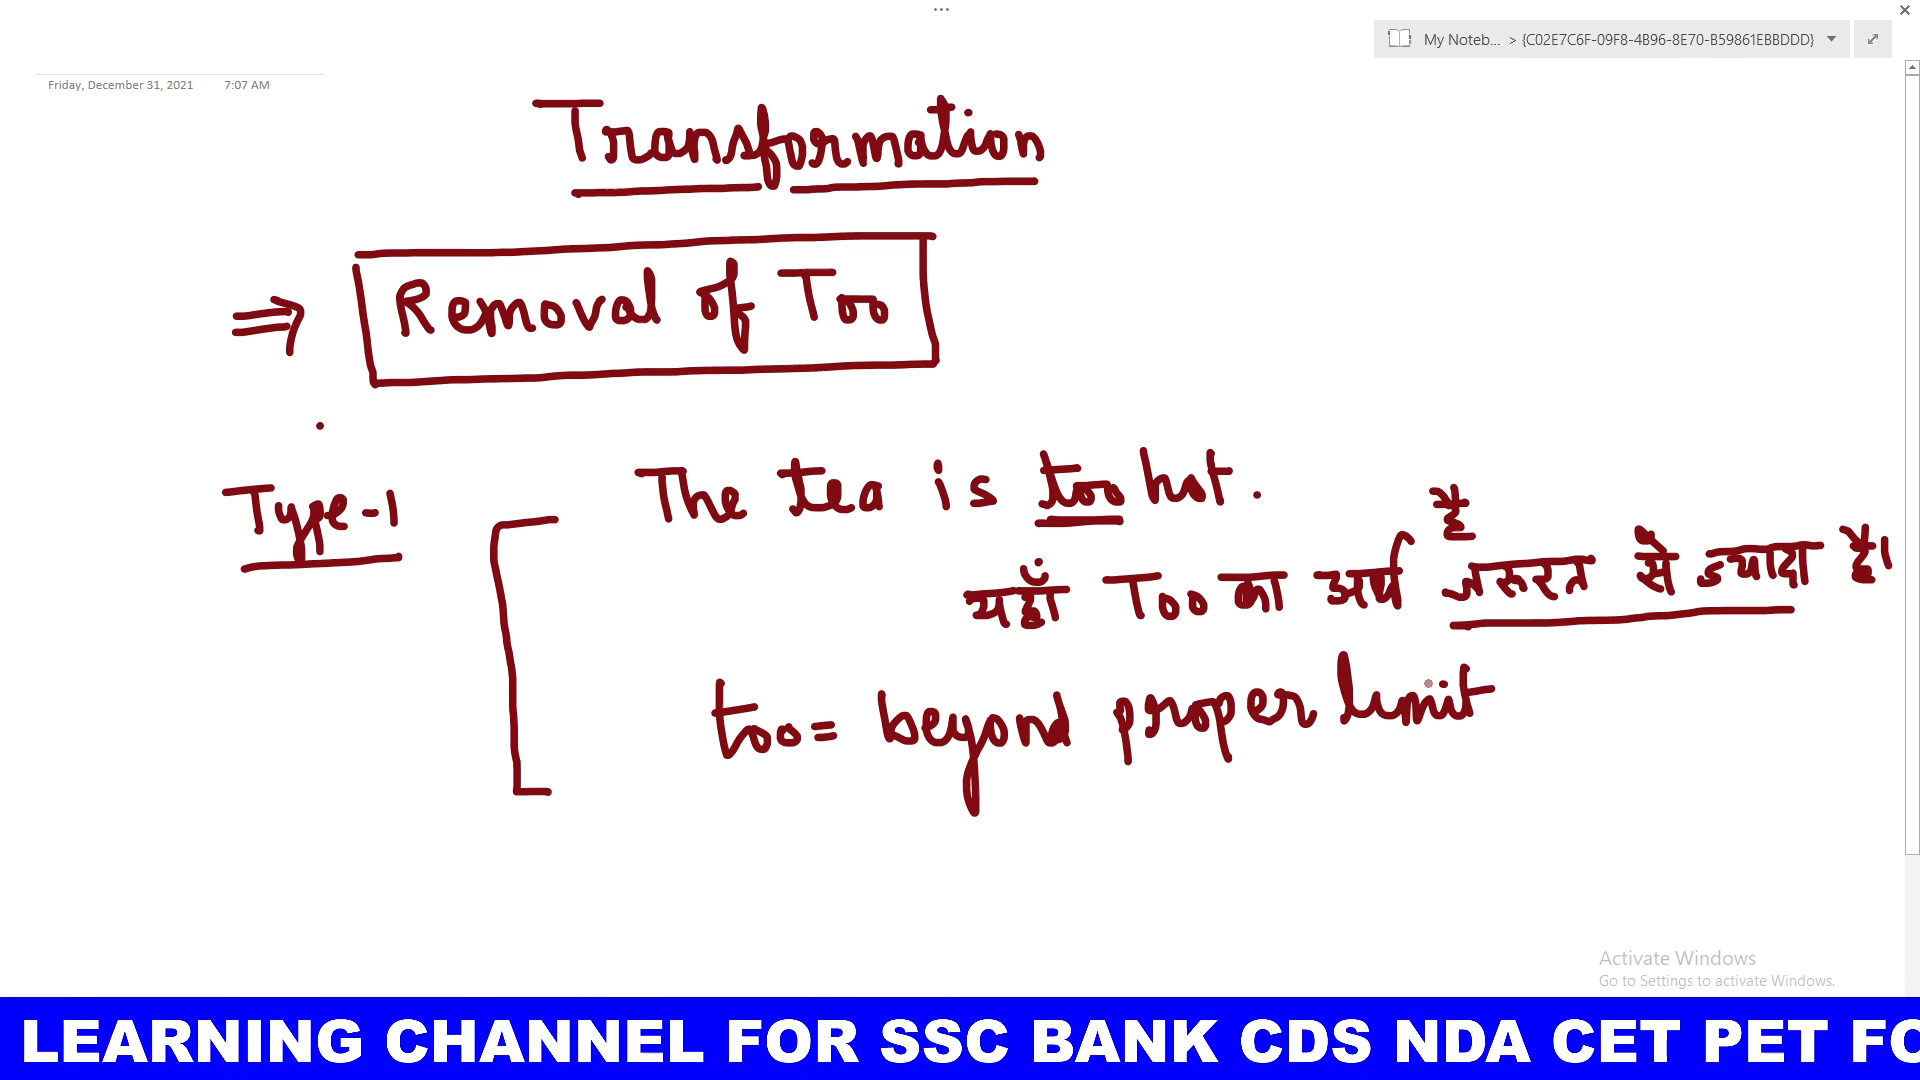 ...
My Noteb... > {C02E7C6F-09F8-4B96-8E70-B59861EBBDDD}
Friday, December 31, 2021 7:07 AM
Transformation
⇒ Removal of Too
Type-1
The tea is too hot.
है
यहाँ Too का अर्थ जरूरत से ज्यादा है।
too = beyond proper limit
Activate Windows
Go to Settings to activate Windows.
LEARNING CHANNEL FOR SSC BANK CDS NDA CET PET FO